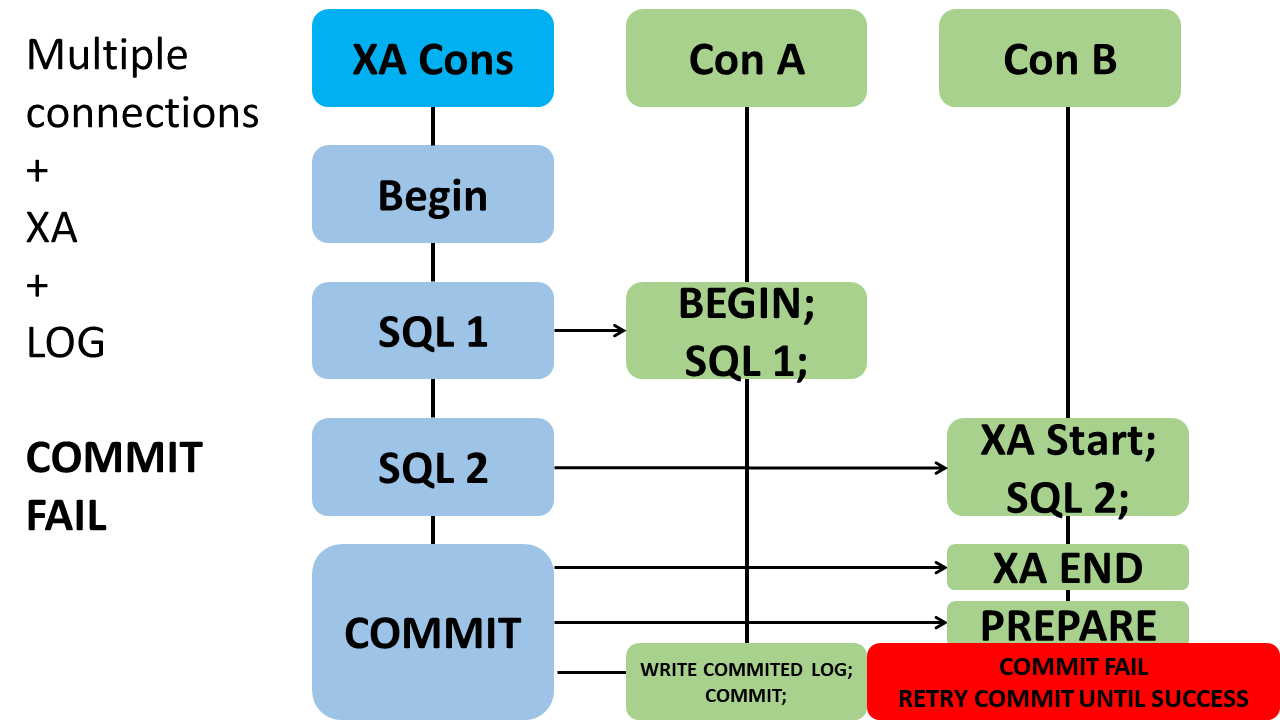 Multiple
connections
+
XA
+
LOG
COMMIT
FAIL
XA Cons
Con A
Con B
Begin
SQL 1
BEGIN;
SQL 1;
SQL 2
XA Start;
SQL 2;
COMMIT
XA END
PREPARE
WRITE COMMITED LOG;
COMMIT;
COMMIT FAIL
RETRY COMMIT UNTIL SUCCESS